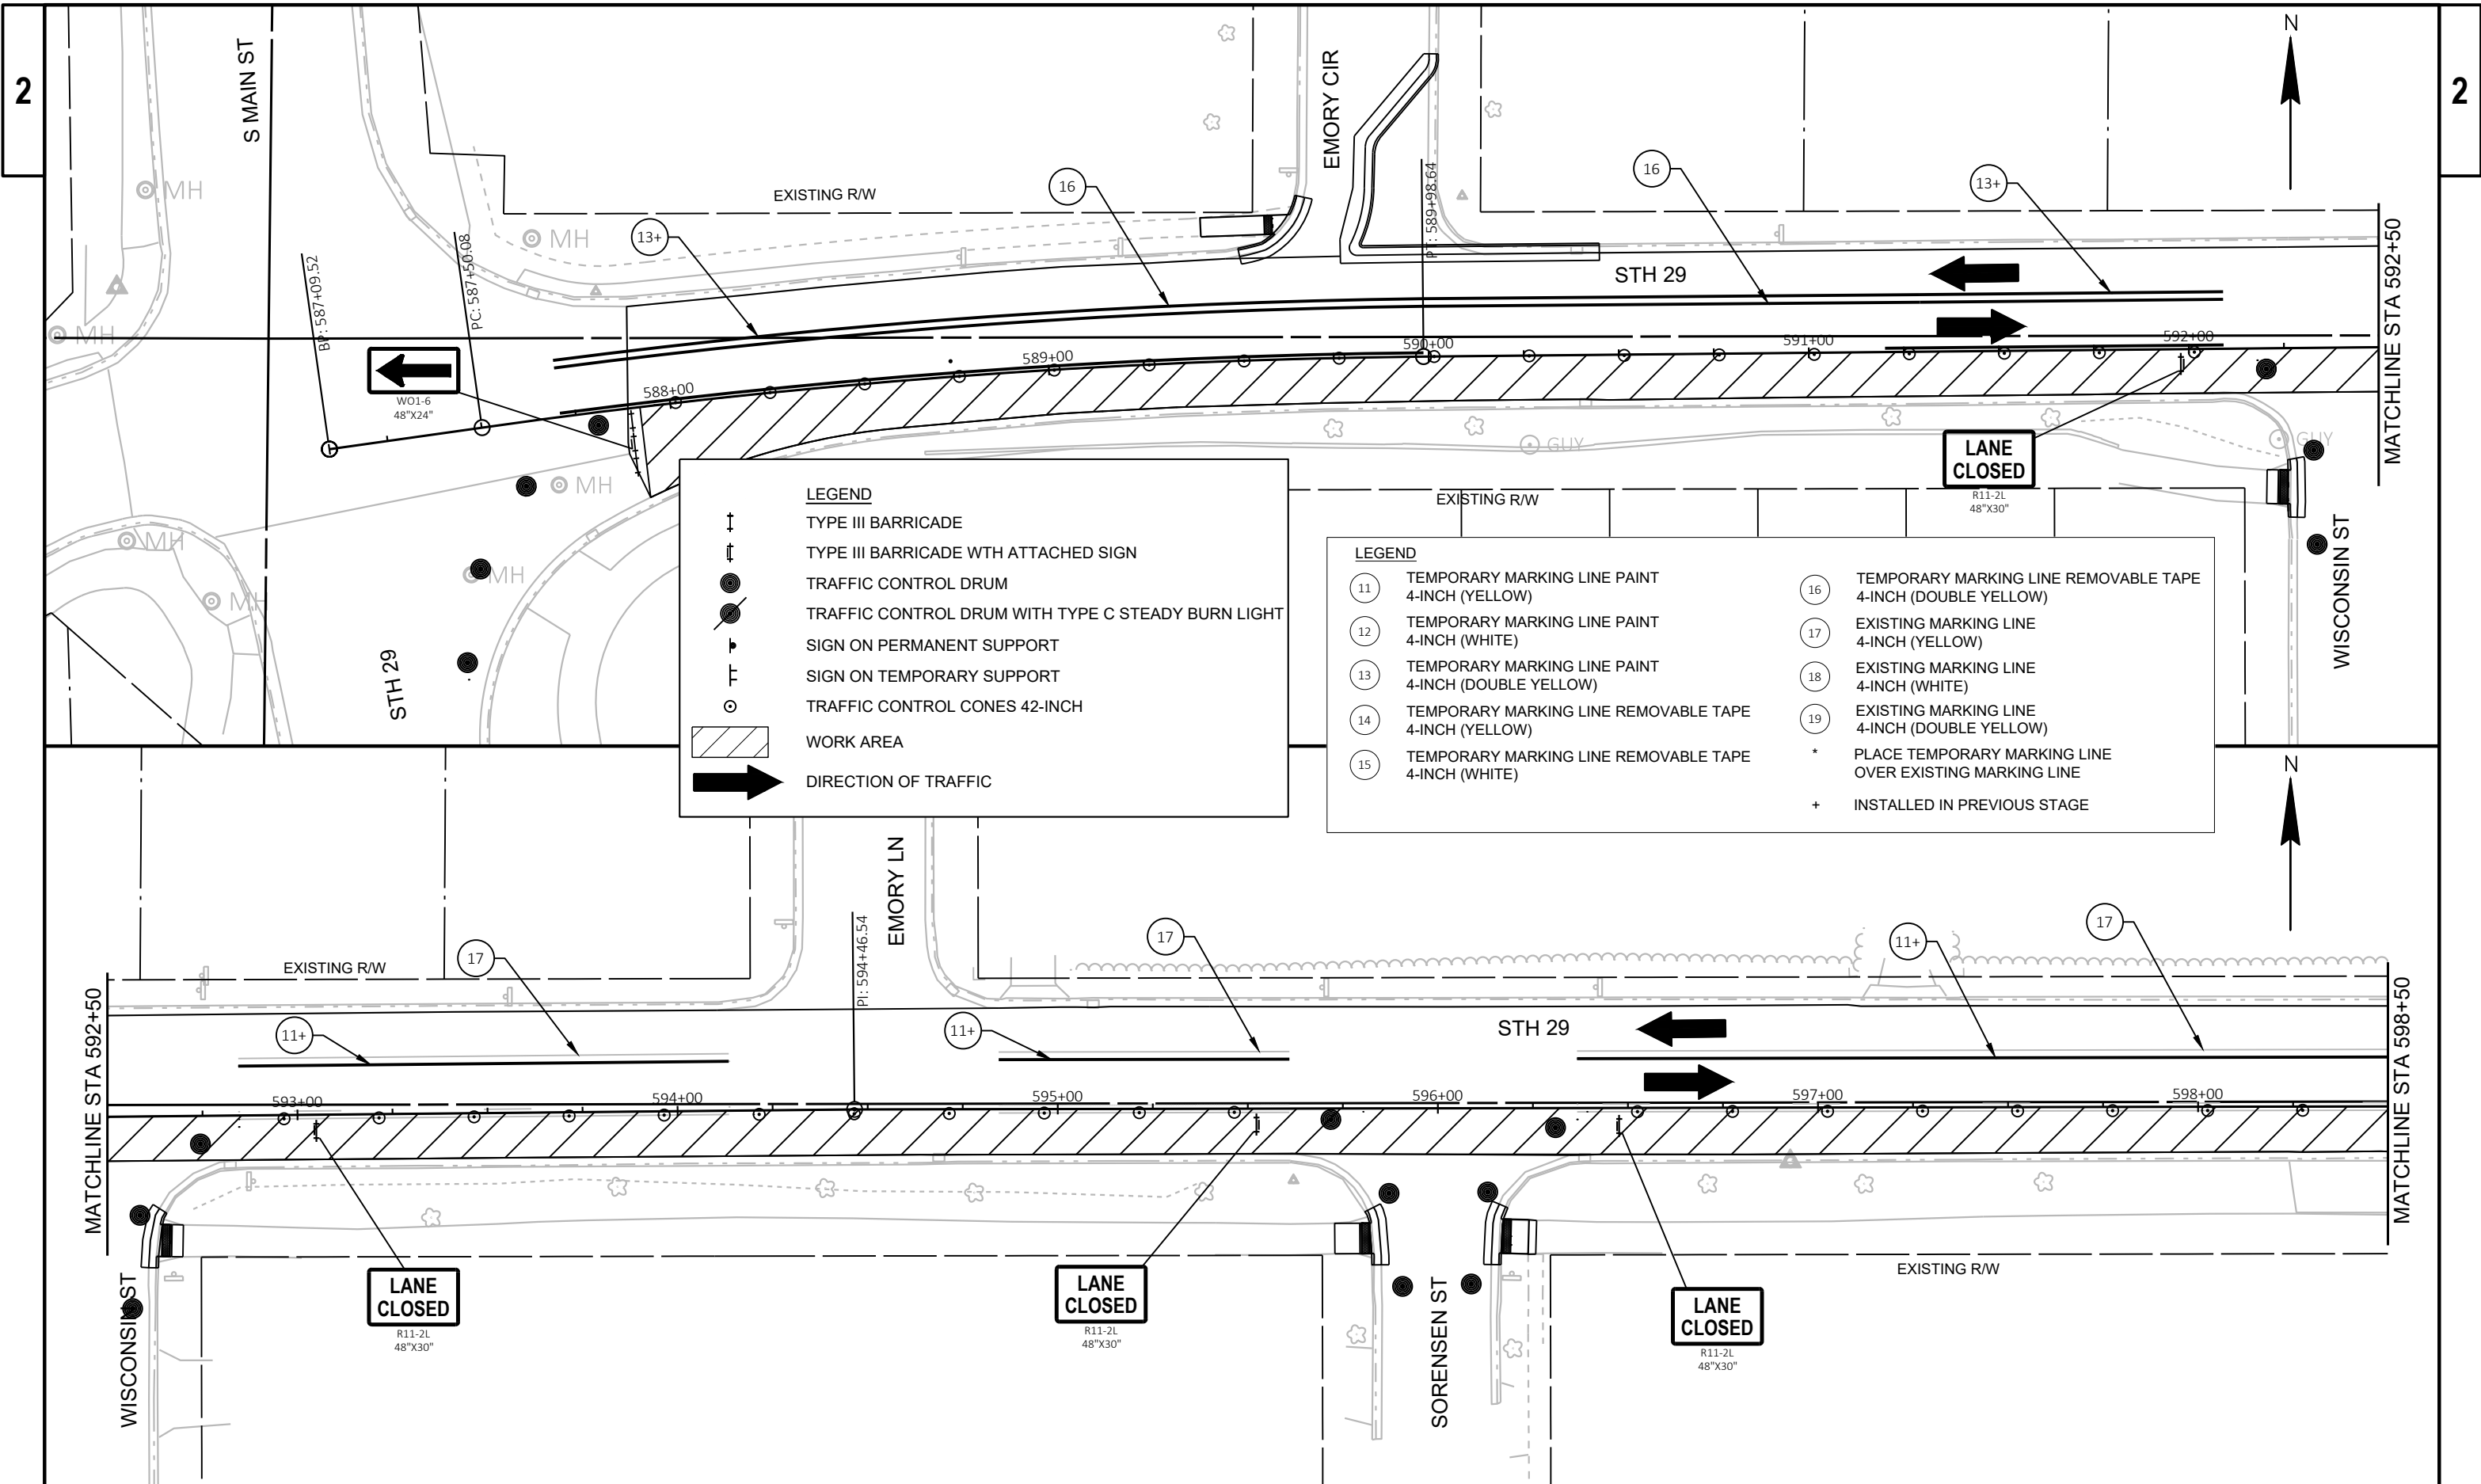 2
2
S MAIN ST
EMORY CIR
N
MH
EXISTING R/W
16
16
13+
13+
MH
PT: 589+98.64
PC: 587+50.08
BP: 587+09.52
STH 29
MATCHLINE STA 592+50
MH
WO1-6
48"X24"
588+00
589+00
590+00
591+00
592+00
GUY
GUY
LANE
CLOSED
R11-2L
48"X30"
EXISTING R/W
MH
MH
MH
MH
STH 29
WISCONSIN ST
LEGEND
TYPE III BARRICADE
TYPE III BARRICADE WTH ATTACHED SIGN
TRAFFIC CONTROL DRUM
TRAFFIC CONTROL DRUM WITH TYPE C STEADY BURN LIGHT
SIGN ON PERMANENT SUPPORT
SIGN ON TEMPORARY SUPPORT
TRAFFIC CONTROL CONES 42-INCH
WORK AREA
DIRECTION OF TRAFFIC
LEGEND
11 TEMPORARY MARKING LINE PAINT
4-INCH (YELLOW)
12 TEMPORARY MARKING LINE PAINT
4-INCH (WHITE)
13 TEMPORARY MARKING LINE PAINT
4-INCH (DOUBLE YELLOW)
14 TEMPORARY MARKING LINE REMOVABLE TAPE
4-INCH (YELLOW)
15 TEMPORARY MARKING LINE REMOVABLE TAPE
4-INCH (WHITE)
16 TEMPORARY MARKING LINE REMOVABLE TAPE
4-INCH (DOUBLE YELLOW)
17 EXISTING MARKING LINE
4-INCH (YELLOW)
18 EXISTING MARKING LINE
4-INCH (WHITE)
19 EXISTING MARKING LINE
4-INCH (DOUBLE YELLOW)
* PLACE TEMPORARY MARKING LINE
OVER EXISTING MARKING LINE
+ INSTALLED IN PREVIOUS STAGE
N
EMORY LN
PI: 594+46.54
EXISTING R/W
17
17
17
11+
11+
11+
STH 29
MATCHLINE STA 592+50
MATCHLINE STA 598+50
593+00
594+00
595+00
596+00
597+00
598+00
WISCONSIN ST
LANE
CLOSED
R11-2L
48"X30"
LANE
CLOSED
R11-2L
48"X30"
SORENSEN ST
LANE
CLOSED
R11-2L
48"X30"
EXISTING R/W